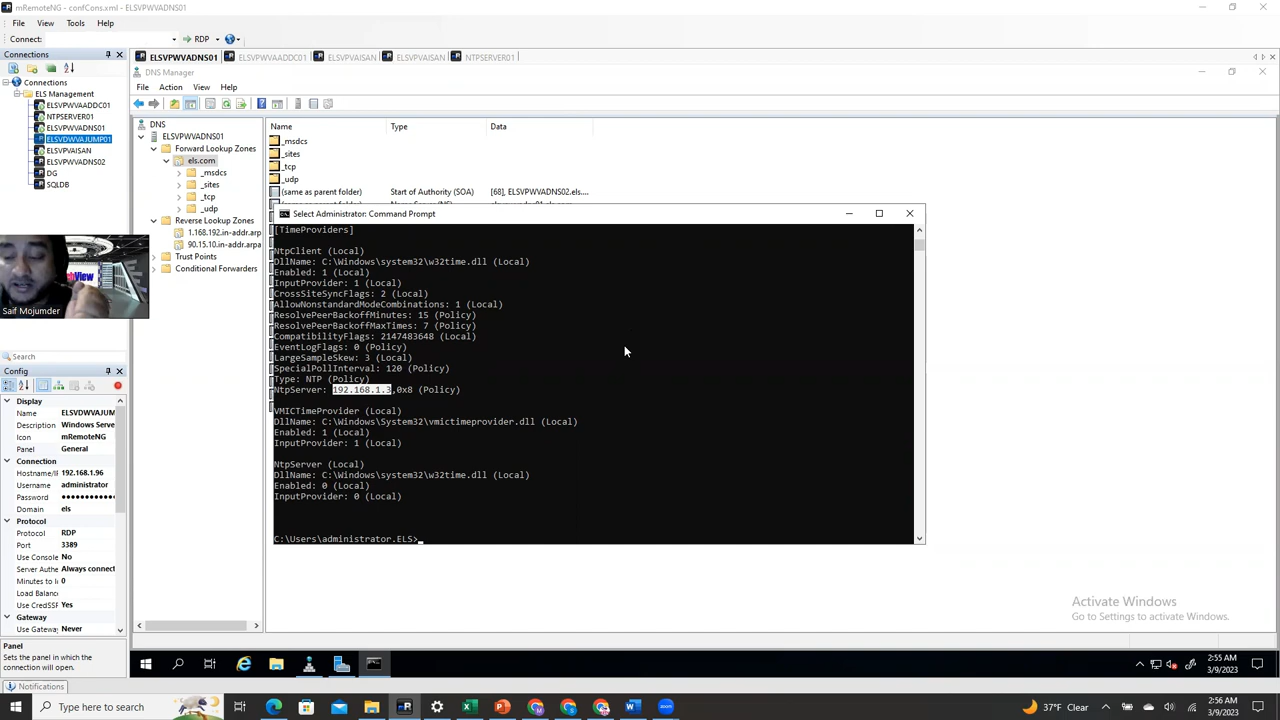 mRemoteNG - confCons.xml - ELSVPWVADNS01
File View Tools Help
Connect: RDP
Connections
Connections
ELS Management
ELSVPWVAADDC01
NTPSERVER01
ELSVPWVADNS01
ELSVDWVAJUMP01
ELSVPVAISAN
ELSVPWVADNS02
DG
SQLDB
ELSVPWVADNS01 ELSVPWVAADDC01 ELSVPVAISAN ELSVPVAISAN NTPSERVER01
DNS Manager
File Action View Help
DNS
ELSVPWVADNS01
Forward Lookup Zones
els.com
_msdcs
_sites
_tcp
_udp
Reverse Lookup Zones
1.168.192.in-addr.arp
90.15.10.in-addr.arpa
Trust Points
Conditional Forwarders
Name Type Data
_msdcs
_sites
_tcp
_udp
(same as parent folder) Start of Authority (SOA) [68], ELSVPWVADNS02.els....
Select Administrator: Command Prompt
[TimeProviders]
NtpClient (Local)
DllName: C:\Windows\system32\w32time.dll (Local)
Enabled: 1 (Local)
InputProvider: 1 (Local)
CrossSiteSyncFlags: 2 (Local)
AllowNonstandardModeCombinations: 1 (Local)
ResolvePeerBackoffMinutes: 15 (Policy)
ResolvePeerBackoffMaxTimes: 7 (Policy)
CompatibilityFlags: 2147483648 (Local)
EventLogFlags: 0 (Policy)
LargeSampleSkew: 3 (Local)
SpecialPollInterval: 120 (Policy)
Type: NTP (Policy)
NtpServer: 192.168.1.3,0x8 (Policy)
VMICTimeProvider (Local)
DllName: C:\Windows\System32\vmictimeprovider.dll (Local)
Enabled: 1 (Local)
InputProvider: 1 (Local)
NtpServer (Local)
DllName: C:\Windows\system32\w32time.dll (Local)
Enabled: 0 (Local)
InputProvider: 0 (Local)
C:\Users\administrator.ELS>
Saif Mojumder
Search
Config
Display
Name ELSVDWVAJUM
Description Windows Serve
Icon mRemoteNG
Panel General
Connection
Hostname/I 192.168.1.96
Username administrator
Password
Domain els
Protocol
Protocol RDP
Port 3389
Use Console No
Server Authe Always connect
Minutes to I 0
Load Balanc
Use CredSSP Yes
Gateway
Use Gateway Never
Panel
Sets the panel in which the
connection will open.
Notifications
Activate Windows
Go to Settings to activate Windows.
2:55 AM
3/9/2023
Type here to search
37°F Clear
2:56 AM
3/9/2023